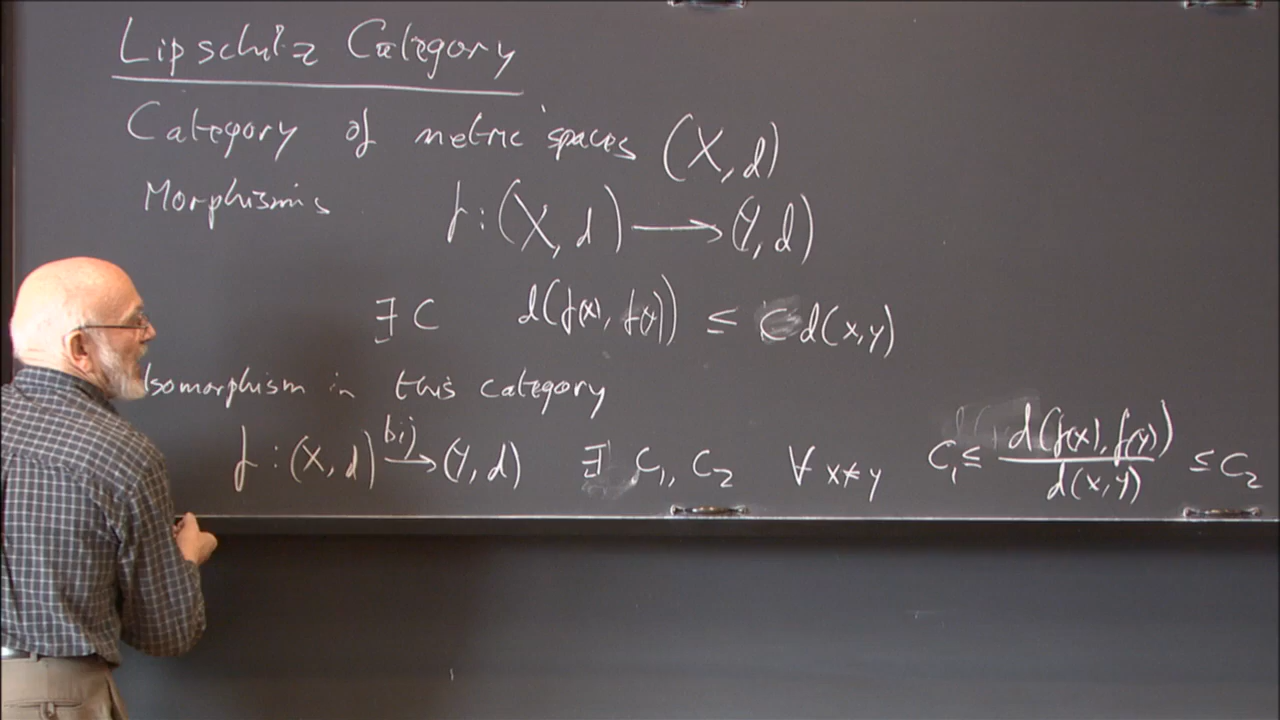 Lipschitz Category
Category of metric spaces (X, d)
Morphisms f : (X, d) ⟶ (Y, d)
∃ C d(f(x), f(y)) ≤ C d(x, y)
Isomorphism in this category
f : (X, d) bij→ (Y, d) ∃ C₁, C₂ ∀ x≠y C₁ ≤ d(f(x), f(y)) / d(x, y) ≤ C₂